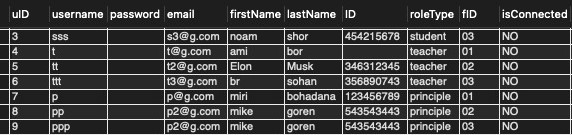 uID username password email firstName lastName ID roleType fID isConnected
3 sss s3@g.com noam shor 454215678 student 03 NO
4 t t@g.com ami bor teacher 01 NO
5 tt t2@g.com Elon Musk 346312345 teacher 02 NO
6 ttt t3@g.com br sohan 356890743 teacher 03 NO
7 p p@g.com miri bohadana 123456789 principle 01 NO
8 pp p2@g.com mike goren 543543443 principle 02 NO
9 ppp p2@g.com mike goren 543543443 principle 03 NO